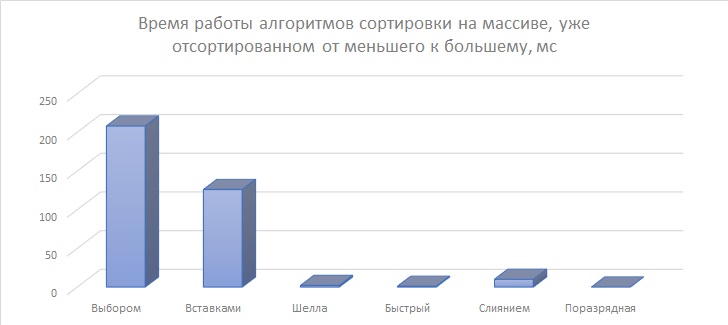 Время работы алгоритмов сортировки на массиве, уже
отсортированном от меньшего к большему, мс
250
200
150
100
50
0
Выбором Вставками Шелла Быстрый Слиянием Поразрядная